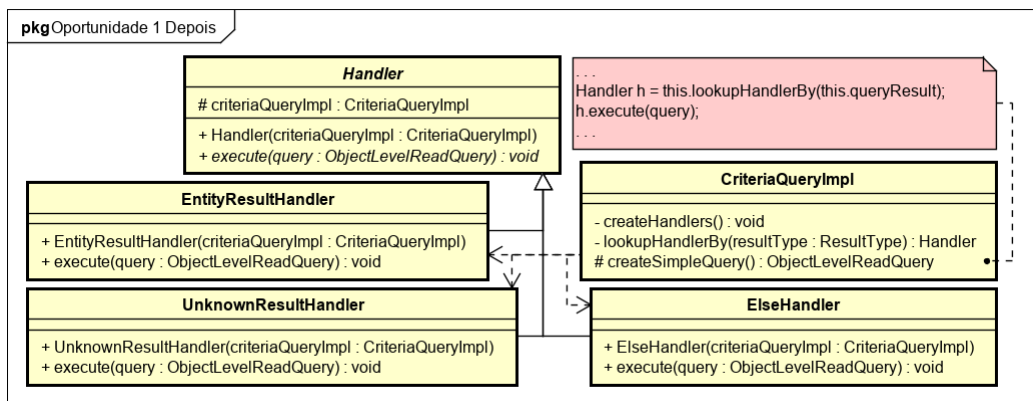 pkg Oportunidade 1 Depois
Handler
# criteriaQueryImpl : CriteriaQueryImpl
+ Handler(criteriaQueryImpl : CriteriaQueryImpl)
+ execute(query : ObjectLevelReadQuery) : void
. . .
Handler h = this.lookupHandlerBy(this.queryResult);
h.execute(query);
. . .
EntityResultHandler
+ EntityResultHandler(criteriaQueryImpl : CriteriaQueryImpl)
+ execute(query : ObjectLevelReadQuery) : void
CriteriaQueryImpl
- createHandlers() : void
- lookupHandlerBy(resultType : ResultType) : Handler
# createSimpleQuery() : ObjectLevelReadQuery
UnknownResultHandler
+ UnknownResultHandler(criteriaQueryImpl : CriteriaQueryImpl)
+ execute(query : ObjectLevelReadQuery) : void
ElseHandler
+ ElseHandler(criteriaQueryImpl : CriteriaQueryImpl)
+ execute(query : ObjectLevelReadQuery) : void